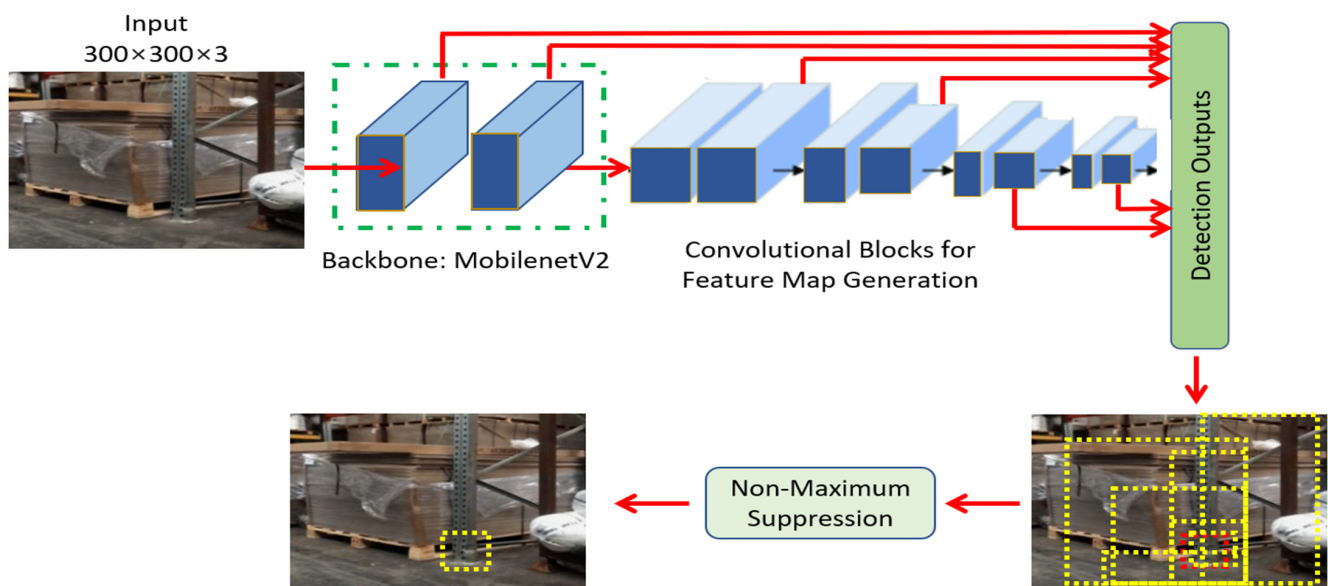 Input
300×300×3
Backbone: MobilenetV2
Convolutional Blocks for
Feature Map Generation
Detection Outputs
Non-Maximum
Suppression